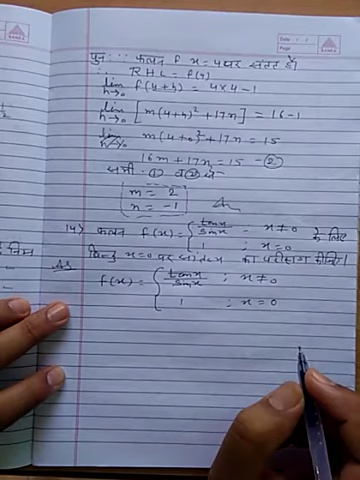 पुनः ∵ फलन f x = 4 पर संतत है।
∴ RHL = f(4)
lim h→0 f(4+h) = 4×4-1
lim h→0 [m(4+h)² + 17n] = 16-1
lim h→0 m(4+0)² + 17n = 15
16m + 17n = 15 -②
समी. ① व ② से
m = 2
n = -1
14) फलन f(x) = { tanx/sinx ; x≠0 के लिए
1 ; x=0
बिन्दु x=0 पर सांतत्य का परीक्षण कीजिए।
f(x) = { tanx/sinx ; x≠0
1 ; x=0